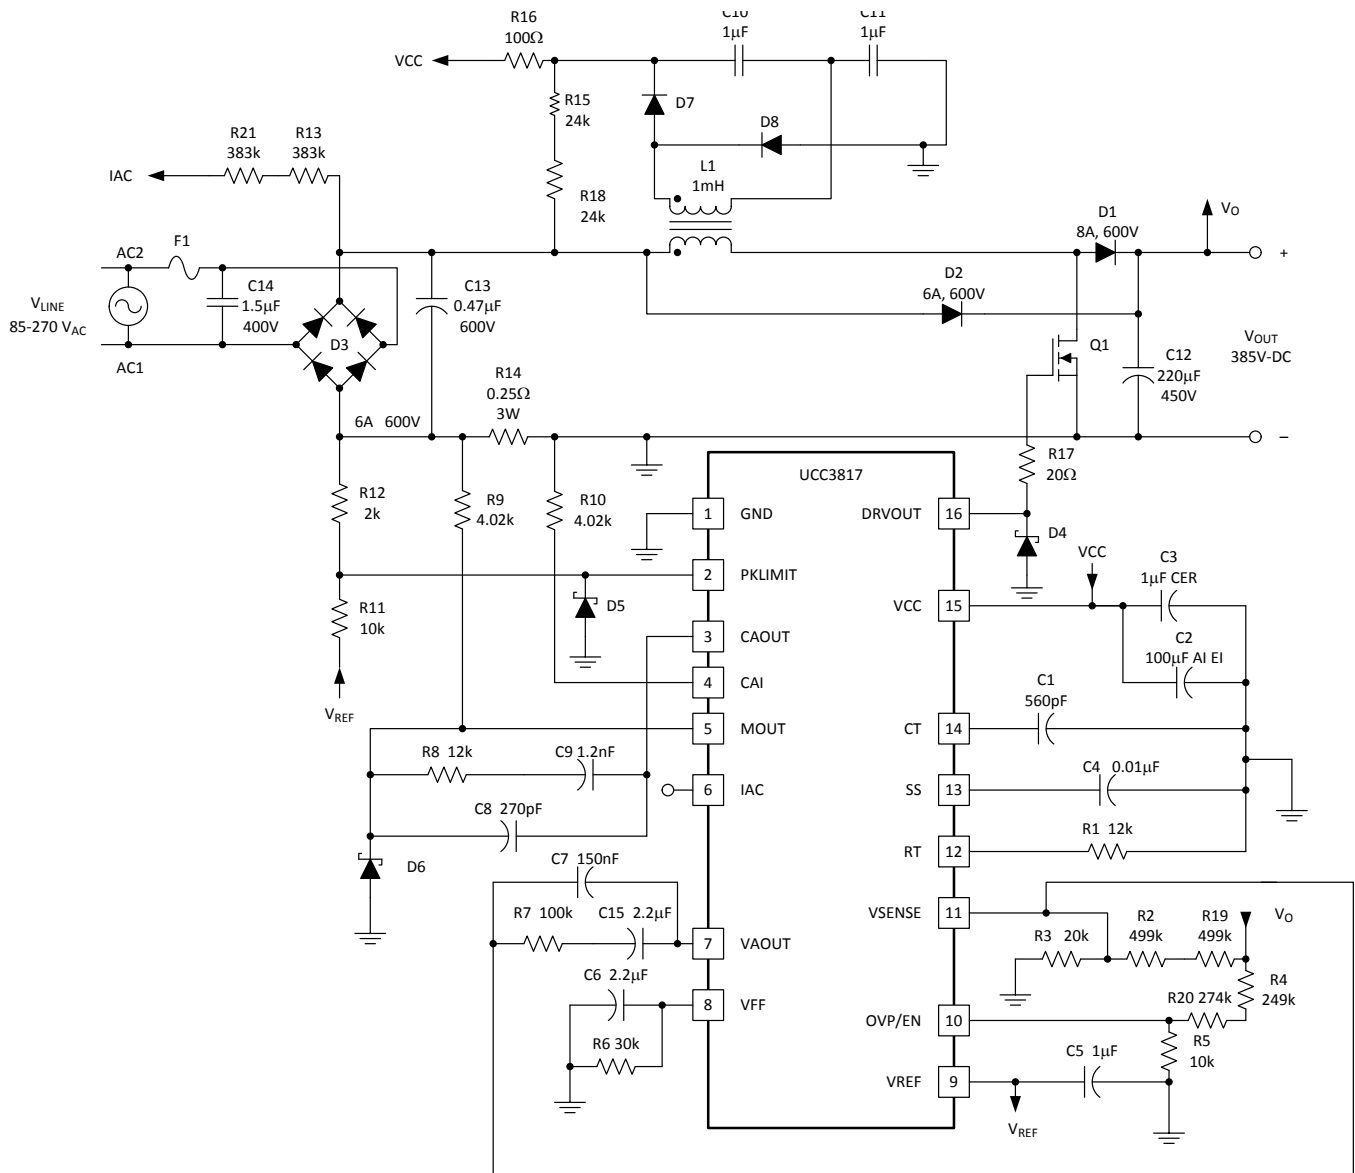 C10
1µF
C11
1µF
R16
100Ω
VCC
D7
R15
24k
D8
R21
383k
R13
383k
L1
1mH
IAC
R18
24k
D1
8A, 600V
VO
AC2
F1
+
C14
1.5µF
400V
C13
0.47µF
600V
D2
6A, 600V
VLINE
85-270 VAC
D3
Q1
VOUT
385V-DC
AC1
R14
0.25Ω
3W
C12
220µF
450V
6A 600V
–
R17
20Ω
UCC3817
R12
2k
R9
4.02k
R10
4.02k
1 GND
DRVOUT 16
D4
VCC
C3
1µF CER
2 PKLIMIT
R11
10k
D5
VCC 15
3 CAOUT
C2
100µF AI EI
4 CAI
C1
560pF
VREF
5 MOUT
CT 14
R8 12k
C9 1.2nF
6 IAC
SS 13
C4 0.01µF
C8 270pF
R1 12k
D6
RT 12
C7 150nF
R7 100k
C15 2.2µF
VSENSE 11
R2
499k
R19
499k
VO
7 VAOUT
R3 20k
C6 2.2µF
R4
249k
8 VFF
R20 274k
OVP/EN 10
R6 30k
R5
10k
C5 1µF
VREF 9
VREF